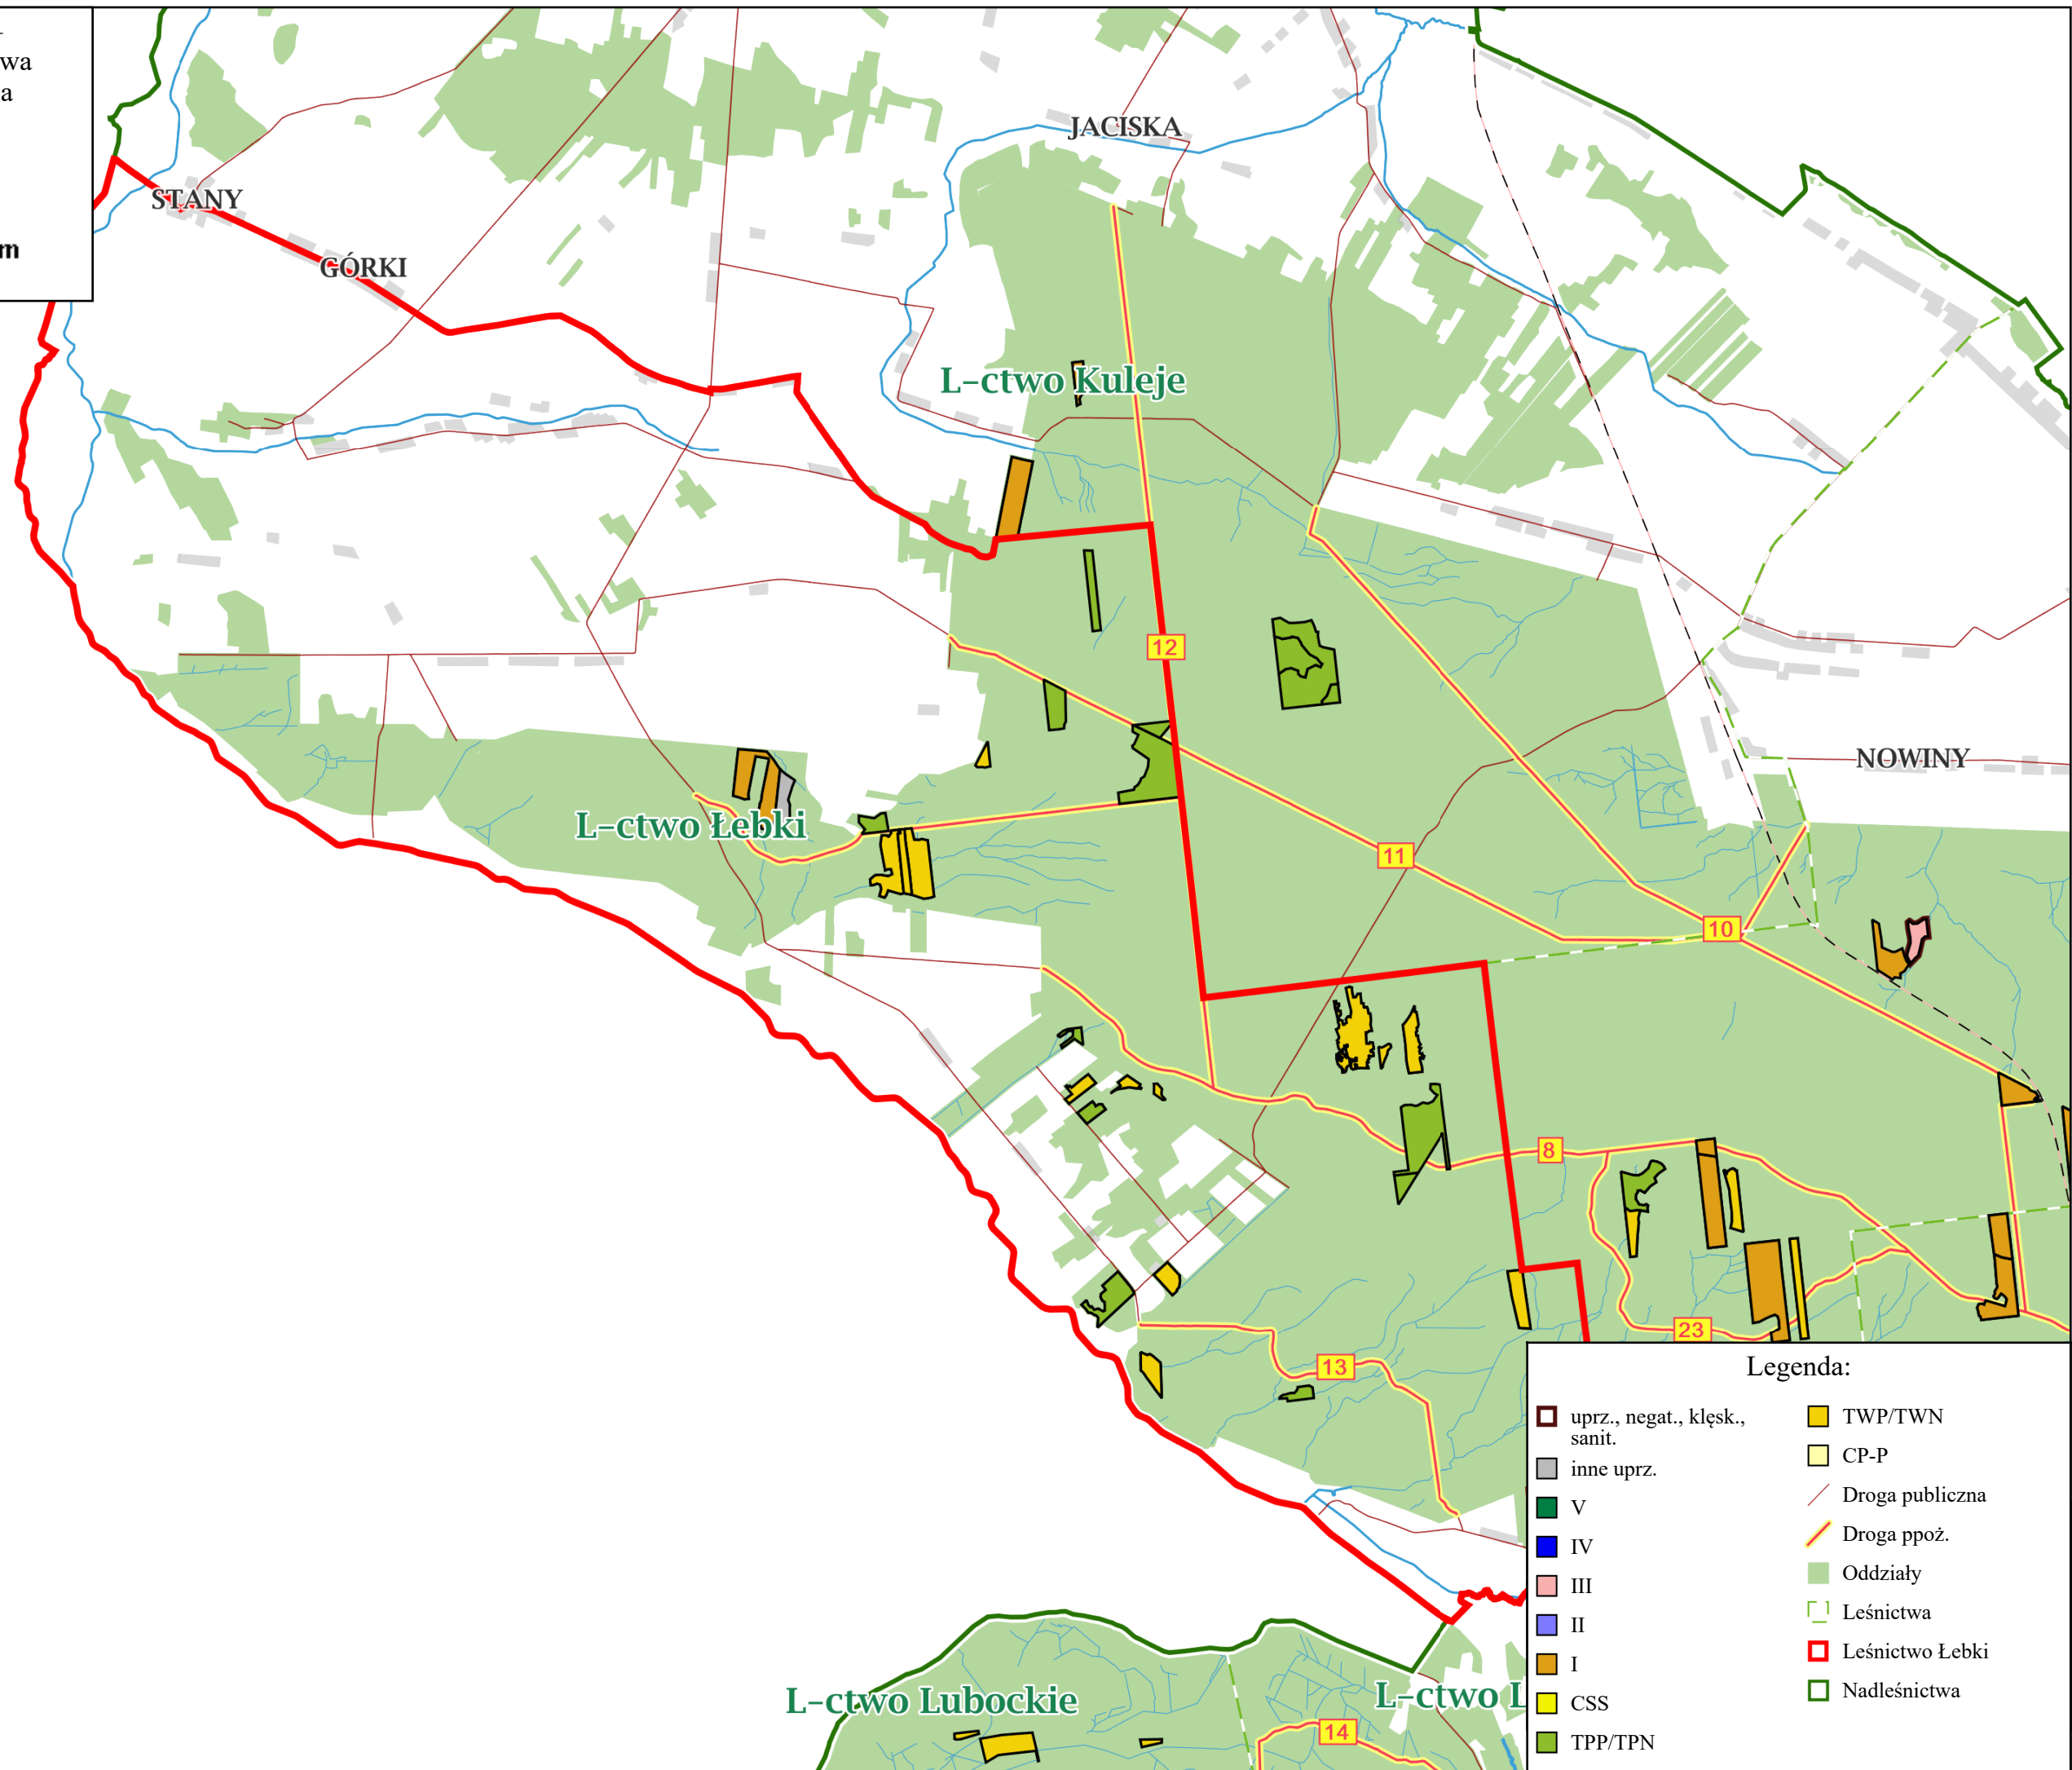 wa
a
m
JACISKA
STANY
GÓRKI
L-ctwo Kuleje
12
NOWINY
L-ctwo Łebki
11
10
8
23
13
L-ctwo Lubockie
L-ctwo L
14
Legenda:
uprz., negat., klęsk.,
sanit.
inne uprz.
V
IV
III
II
I
CSS
TPP/TPN
TWP/TWN
CP-P
Droga publiczna
Droga ppoż.
Oddziały
Leśnictwa
Leśnictwo Łebki
Nadleśnictwa